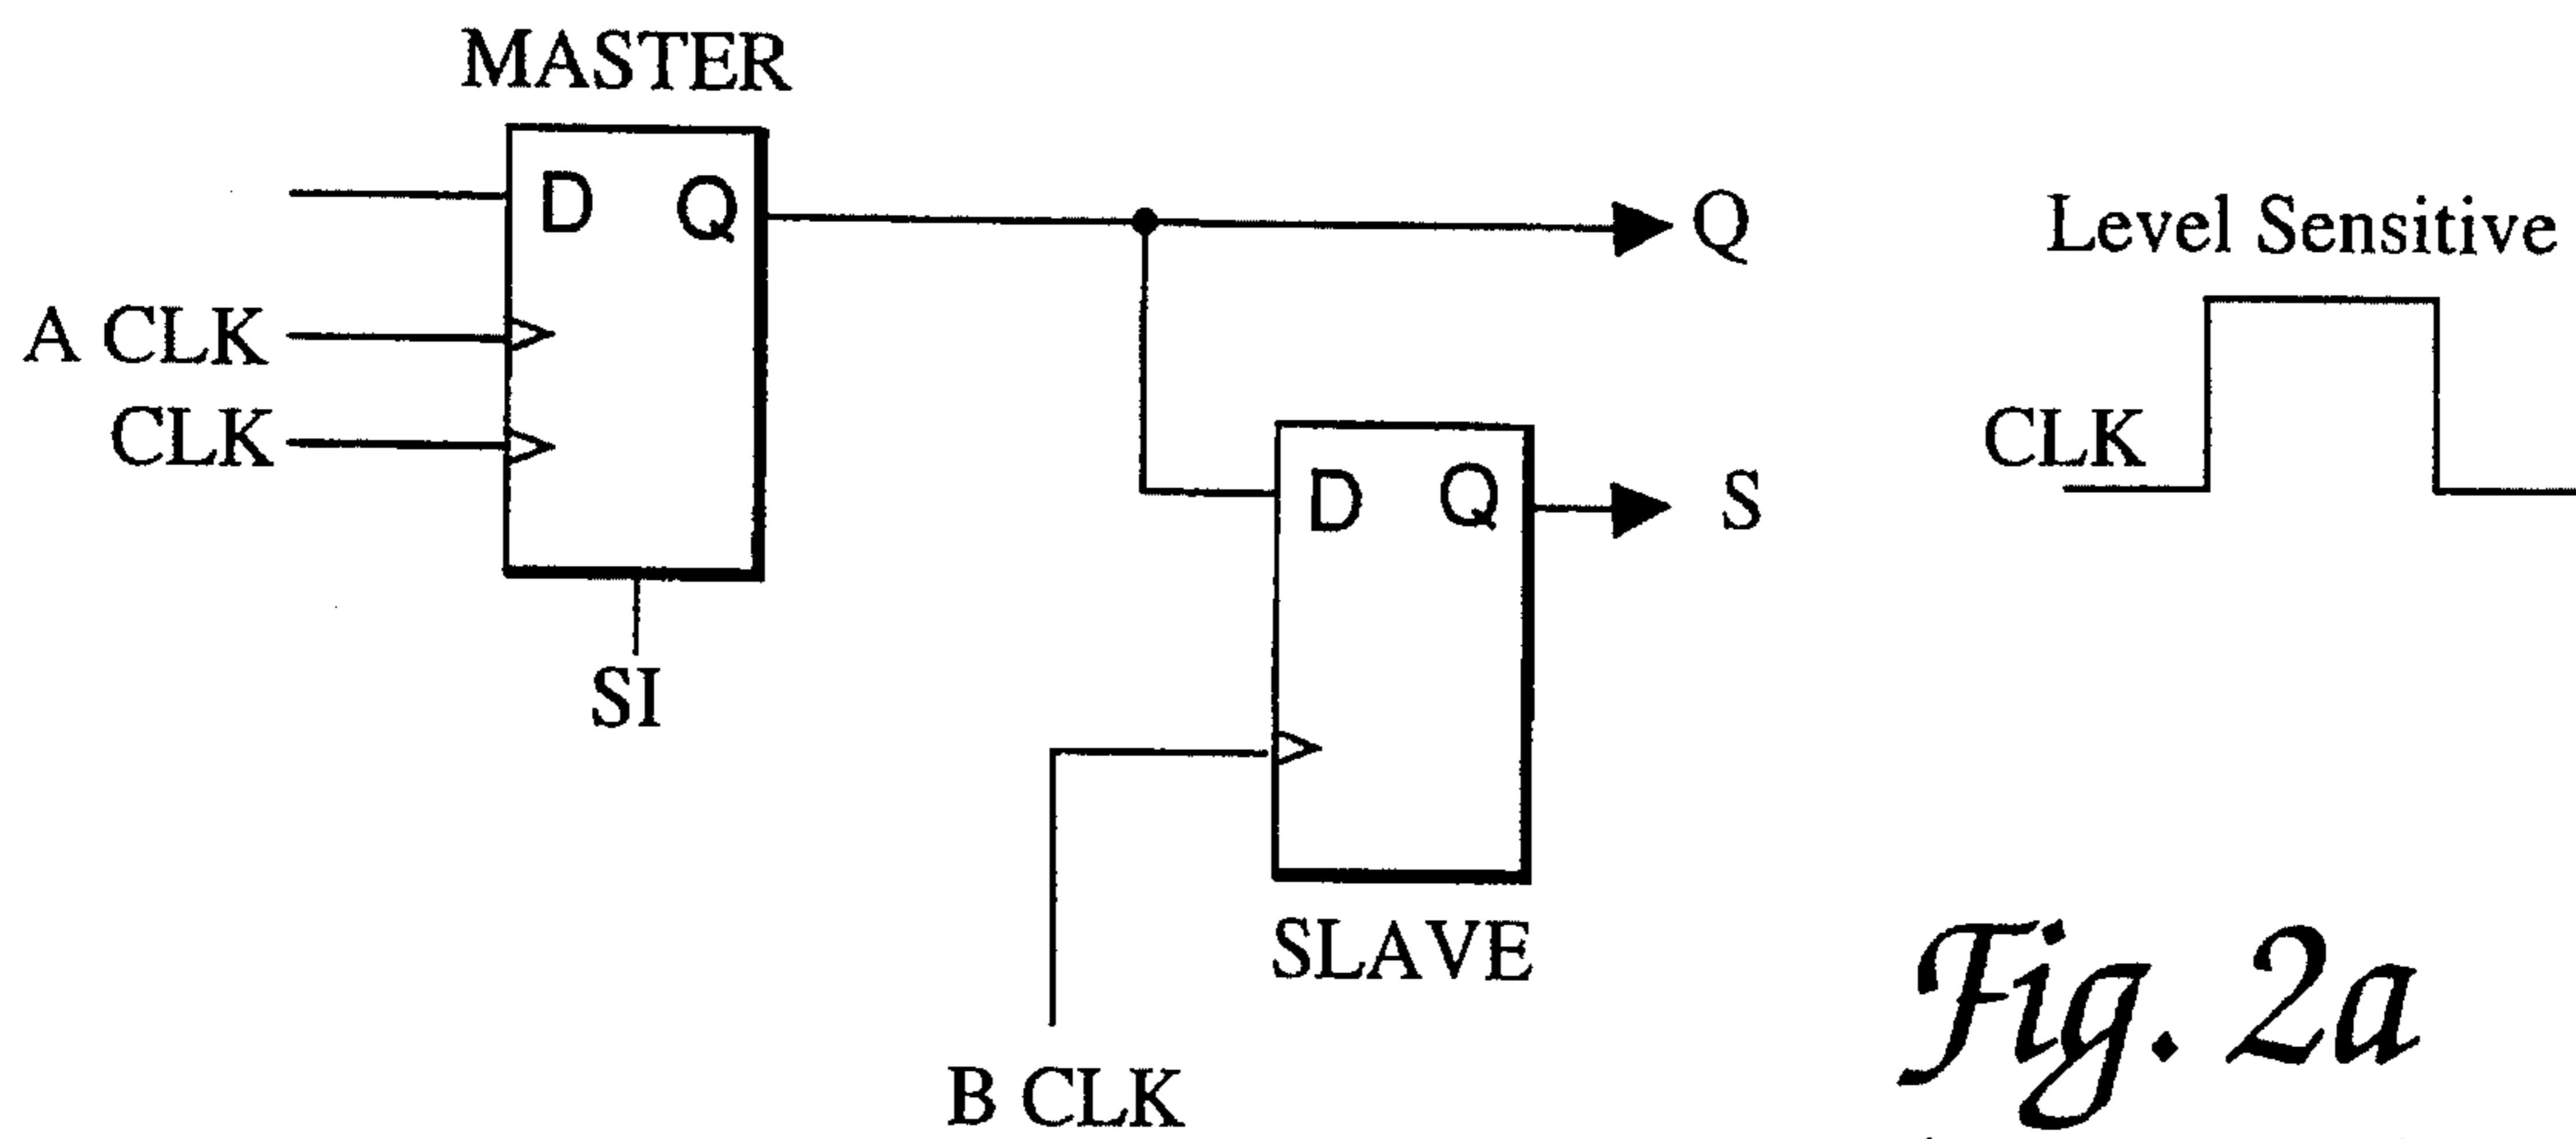 MASTER
D Q
Q
Level Sensitive
A CLK
CLK
CLK
D Q
S
SI
SLAVE
B CLK
Fig. 2a